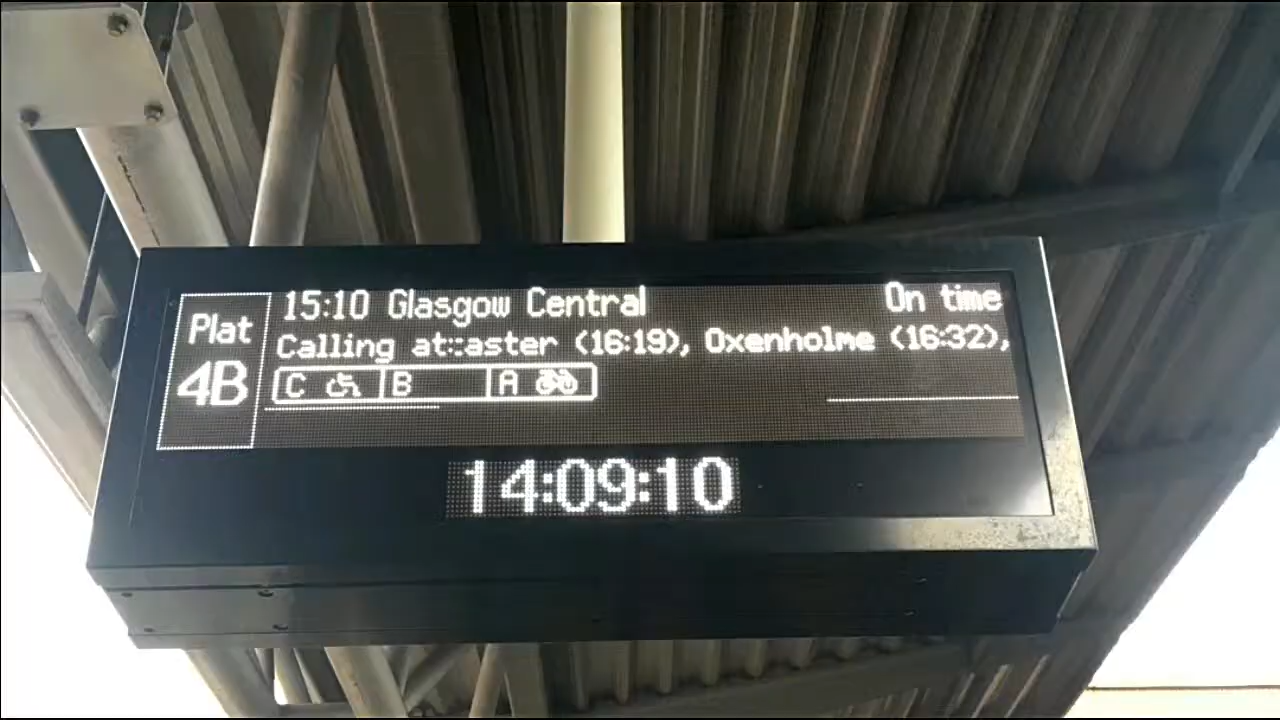 Plat
4B
15:10 Glasgow Central On time
Calling at::aster (16:19), Oxenholme (16:32),
C B A
14:09:10